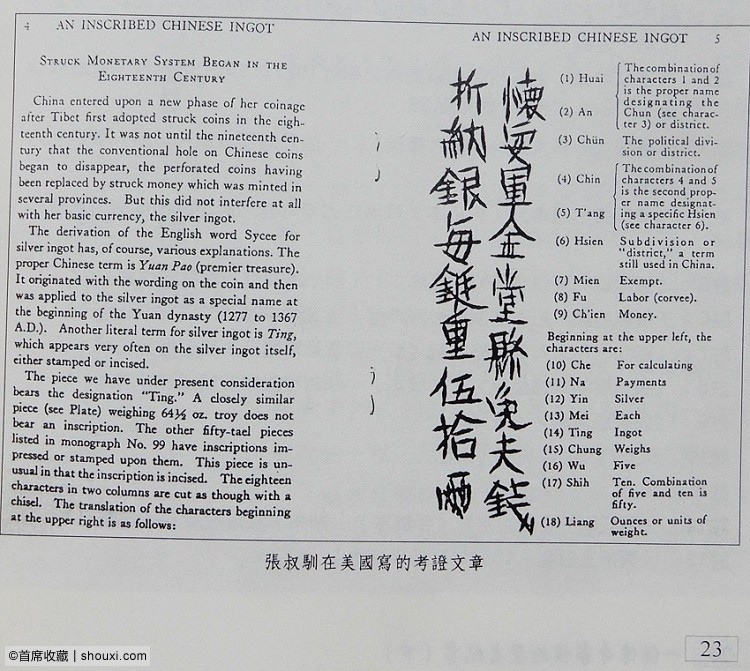 4 AN INSCRIBED CHINESE INGOT
STRUCK MONETARY SYSTEM BEGAN IN THE
EIGHTEENTH CENTURY
China entered upon a new phase of her coinage
after Tibet first adopted struck coins in the eigh-
teenth century. It was not until the nineteenth cen-
tury that the conventional hole on Chinese coins
began to disappear, the perforated coins having
been replaced by struck money which was minted in
several provinces. But this did not interfere at all
with her basic currency, the silver ingot.
The derivation of the English word Sycee for
silver ingot has, of course, various explanations. The
proper Chinese term is Yuan Pao (premier treasure).
It originated with the wording on the coin and then
was applied to the silver ingot as a special name at
the beginning of the Yuan dynasty (1277 to 1367
A.D.). Another literal term for silver ingot is Ting,
which appears very often on the silver ingot itself,
either stamped or incised.
The piece we have under present consideration
bears the designation "Ting." A closely similar
piece (see Plate) weighing 64½ oz. troy does not
bear an inscription. The other fifty-tael pieces
listed in monograph No. 99 have inscriptions im-
pressed or stamped upon them. This piece is un-
usual in that the inscription is incised. The eighteen
characters in two columns are cut as though with a
chisel. The translation of the characters beginning
at the upper right is as follows:
AN INSCRIBED CHINESE INGOT 5
懷安軍金堂縣免夫錢
折納銀每鋌重伍拾兩
(1) Huai
(2) An
The combination of
characters 1 and 2
is the proper name
designating the
Chun (see charac-
ter 3) or district.
(3) Chün The political divi-
sion or district.
(4) Chin
(5) T'ang
The combination of
characters 4 and 5
is the second prop-
er name designat-
ing a specific Hsien
(see character 6).
(6) Hsien Subdivision or
"district," a term
still used in China.
(7) Mien Exempt.
(8) Fu Labor (corvee).
(9) Ch'ien Money.
Beginning at the upper left, the
characters are:
(10) Che For calculating
(11) Na Payments
(12) Yin Silver
(13) Mei Each
(14) Ting Ingot
(15) Chung Weighs
(16) Wu Five
(17) Shih Ten. Combination
of five and ten is
fifty.
(18) Liang Ounces or units of
weight.
張叔馴在美國寫的考證文章
©首席收藏 | shouxi.com
23